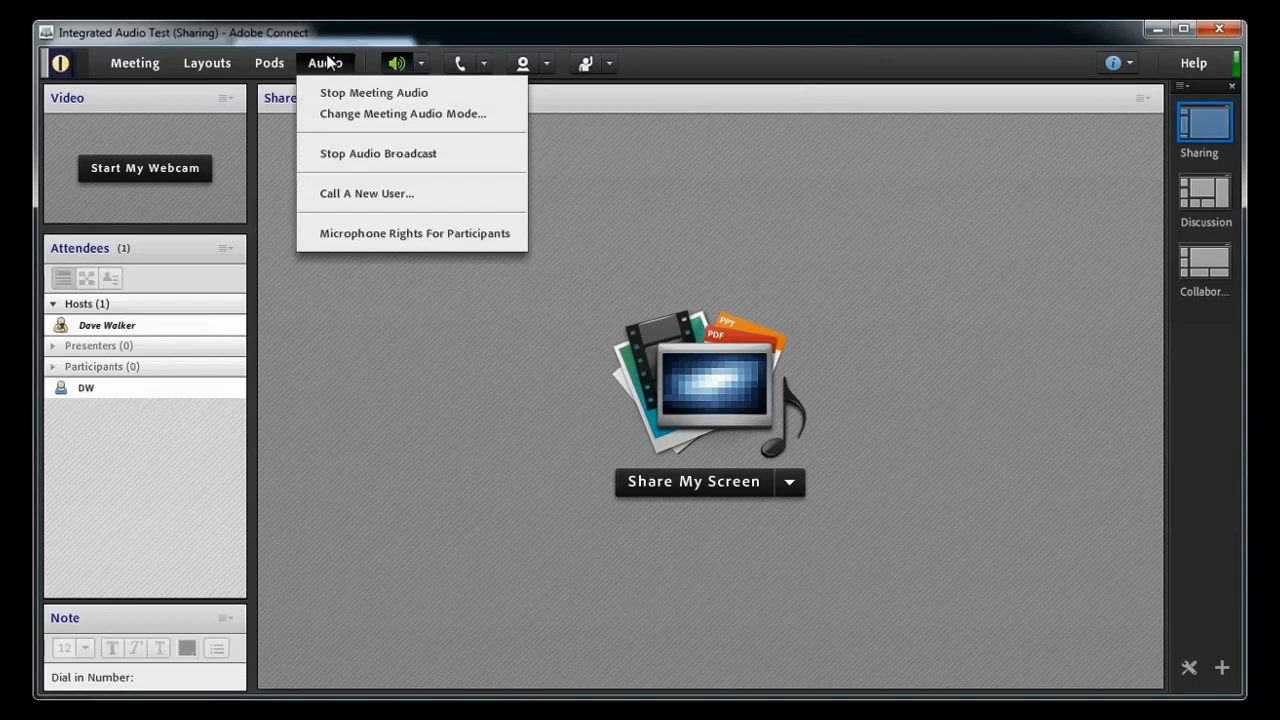 Integrated Audio Test (Sharing) - Adobe Connect
Meeting
Layouts
Pods
Audio
Help
Video
Start My Webcam
Attendees (1)
Hosts (1)
Dave Walker
Presenters (0)
Participants (0)
DW
Note
12
T
T
T
Dial in Number:
Share
Stop Meeting Audio
Change Meeting Audio Mode...
Stop Audio Broadcast
Call A New User...
Microphone Rights For Participants
PPT
PDF
Share My Screen
Sharing
Discussion
Collabor...